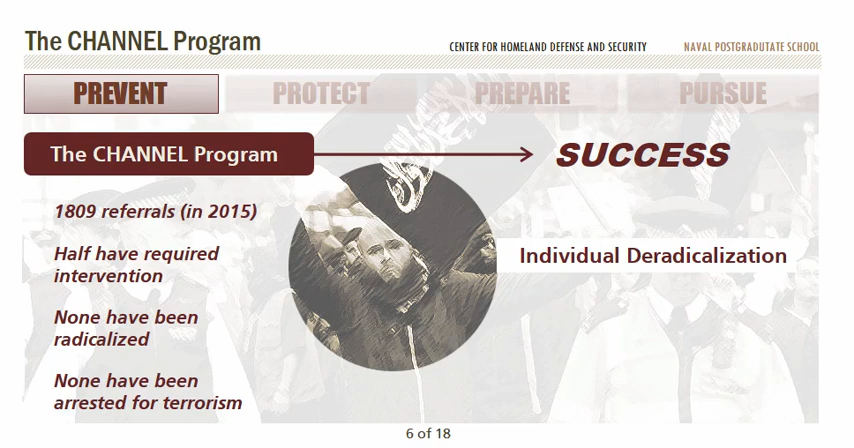 The CHANNEL Program
CENTER FOR HOMELAND DEFENSE AND SECURITY
NAVAL POSTGRADUTATE SCHOOL
PREVENT
PROTECT
PREPARE
PURSUE
The CHANNEL Program
SUCCESS
1809 referrals (in 2015)
Half have required
intervention
None have been
radicalized
None have been
arrested for terrorism
Individual Deradicalization
6 of 18